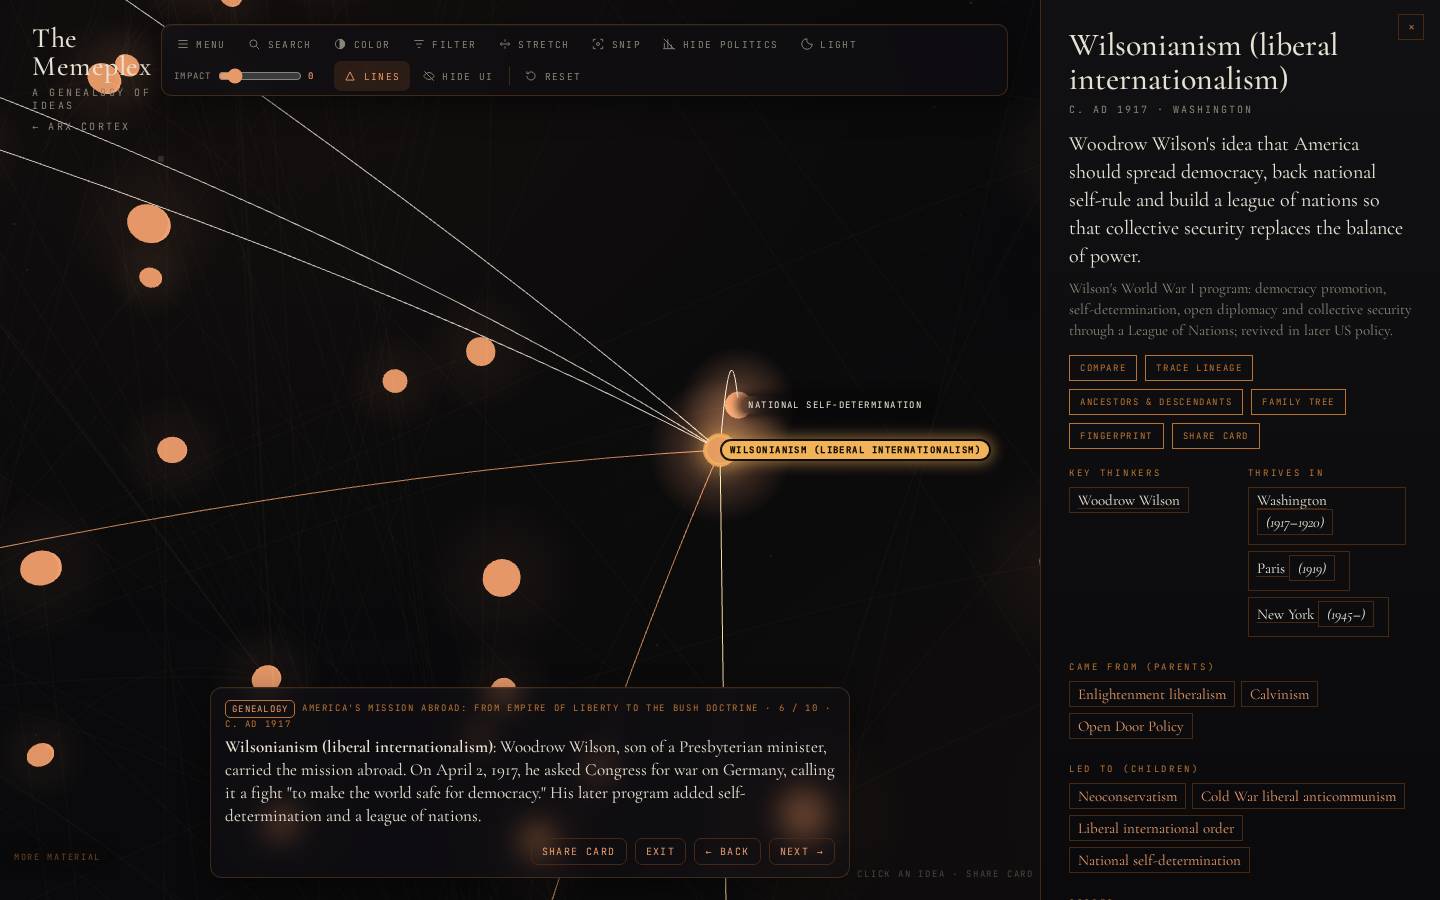 The
Memeplex
A GENEALOGY OF
IDEAS
← ARX CORTEX
MENU
SEARCH
COLOR
FILTER
STRETCH
SNIP
HIDE POLITICS
LIGHT
IMPACT
0
LINES
HIDE UI
RESET
NATIONAL SELF-DETERMINATION
WILSONIANISM (LIBERAL INTERNATIONALISM)
GENEALOGY AMERICA'S MISSION ABROAD: FROM EMPIRE OF LIBERTY TO THE BUSH DOCTRINE · 6 / 10 ·
C. AD 1917
Wilsonianism (liberal internationalism): Woodrow Wilson, son of a Presbyterian minister,
carried the mission abroad. On April 2, 1917, he asked Congress for war on Germany, calling
it a fight "to make the world safe for democracy." His later program added self-
determination and a league of nations.
SHARE CARD
EXIT
← BACK
NEXT →
MORE MATERIAL
CLICK AN IDEA · SHARE CARD
×
Wilsonianism (liberal
internationalism)
C. AD 1917 · WASHINGTON
Woodrow Wilson's idea that America
should spread democracy, back national
self-rule and build a league of nations so
that collective security replaces the balance
of power.
Wilson's World War I program: democracy promotion,
self-determination, open diplomacy and collective security
through a League of Nations; revived in later US policy.
COMPARE
TRACE LINEAGE
ANCESTORS & DESCENDANTS
FAMILY TREE
FINGERPRINT
SHARE CARD
KEY THINKERS
Woodrow Wilson
THRIVES IN
Washington
(1917–1920)
Paris (1919)
New York (1945–)
CAME FROM (PARENTS)
Enlightenment liberalism
Calvinism
Open Door Policy
LED TO (CHILDREN)
Neoconservatism
Cold War liberal anticommunism
Liberal international order
National self-determination